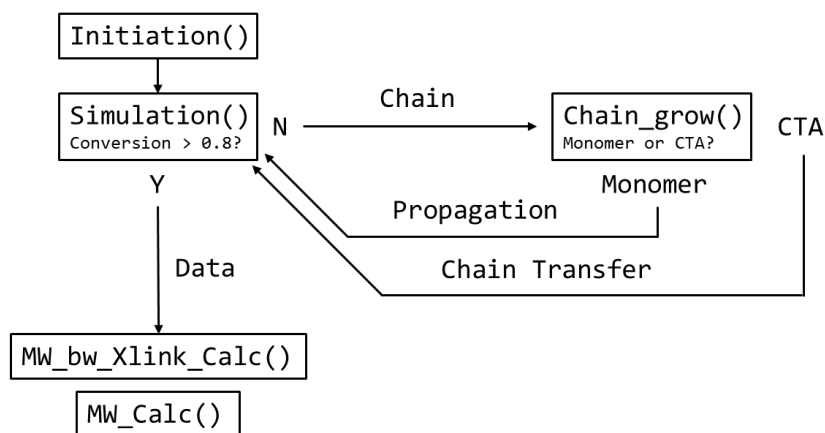 Initiation()
Simulation()
Conversion > 0.8?
N
Chain
Chain_grow()
Monomer or CTA?
CTA
Y
Monomer
Propagation
Chain Transfer
Data
MW_bw_Xlink_Calc()
MW_Calc()